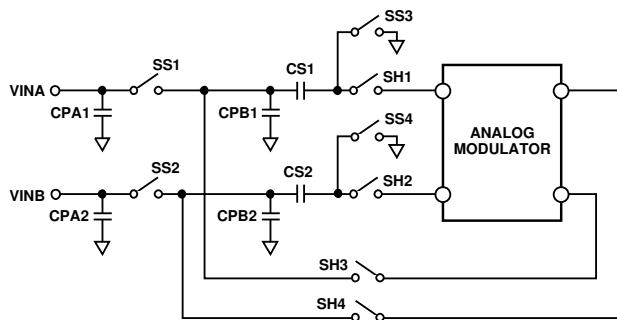 SS3
SS1
CS1
SH1
VINA
CPA1
CPB1
SS4
ANALOG
MODULATOR
SS2
CS2
SH2
VINB
CPA2
CPB2
SH3
SH4